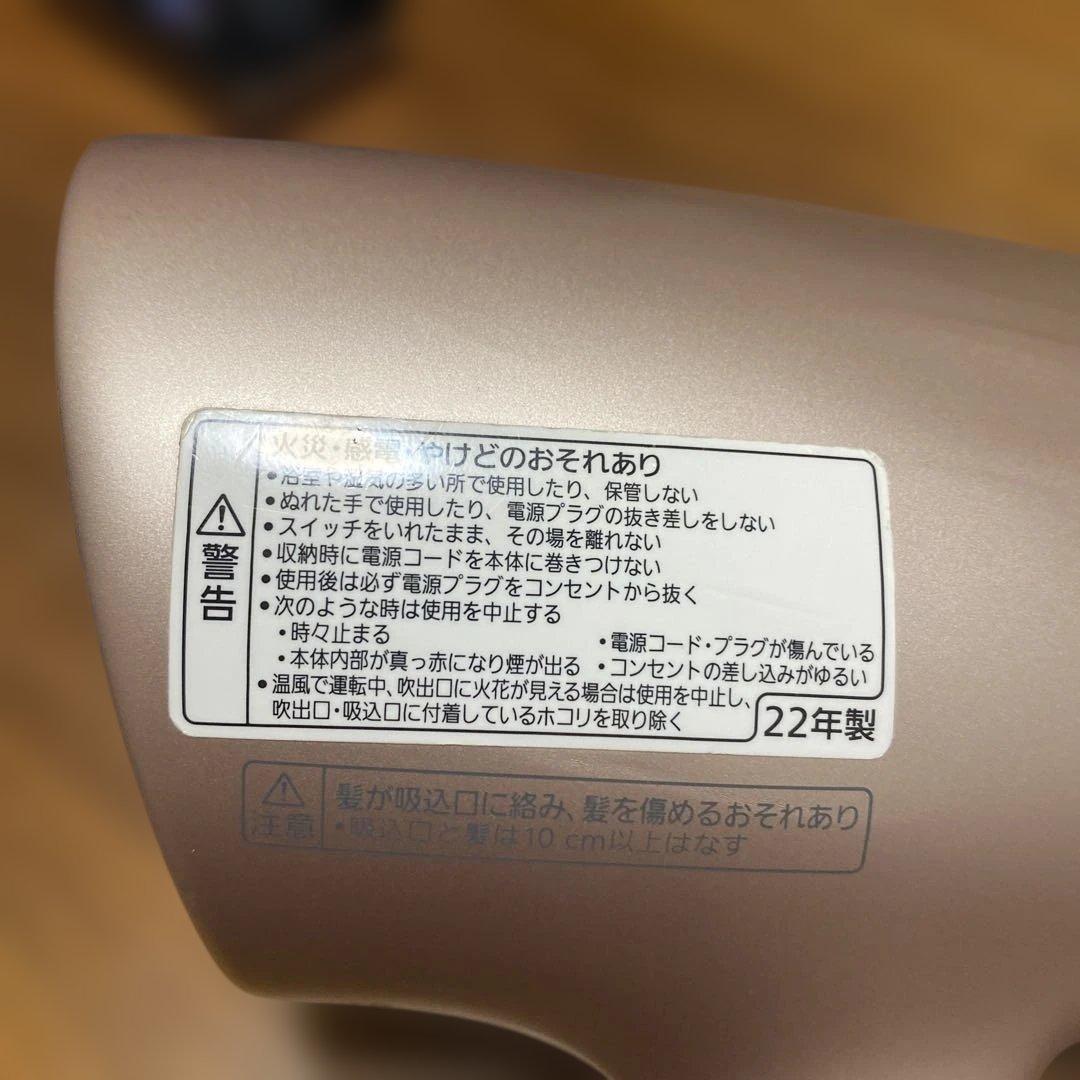 火災・感電・やけどのおそれあり
•浴室や湿気の多い所で使用したり、保管しない
•ぬれた手で使用したり、電源プラグの抜き差しをしない
•スイッチをいれたまま、その場を離れない
•収納時に電源コードを本体に巻きつけない
•使用後は必ず電源プラグをコンセントから抜く
•次のような時は使用を中止する
・時々止まる ・電源コード・プラグが傷んでいる
・本体内部が真っ赤になり煙が出る ・コンセントの差し込みがゆるい
•温風で運転中、吹出口に火花が見える場合は使用を中止し、
吹出口・吸込口に付着しているホコリを取り除く
警告
22年製
注意
髪が吸込口に絡み、髪を傷めるおそれあり
•吸込口と髪は10 cm以上はなす